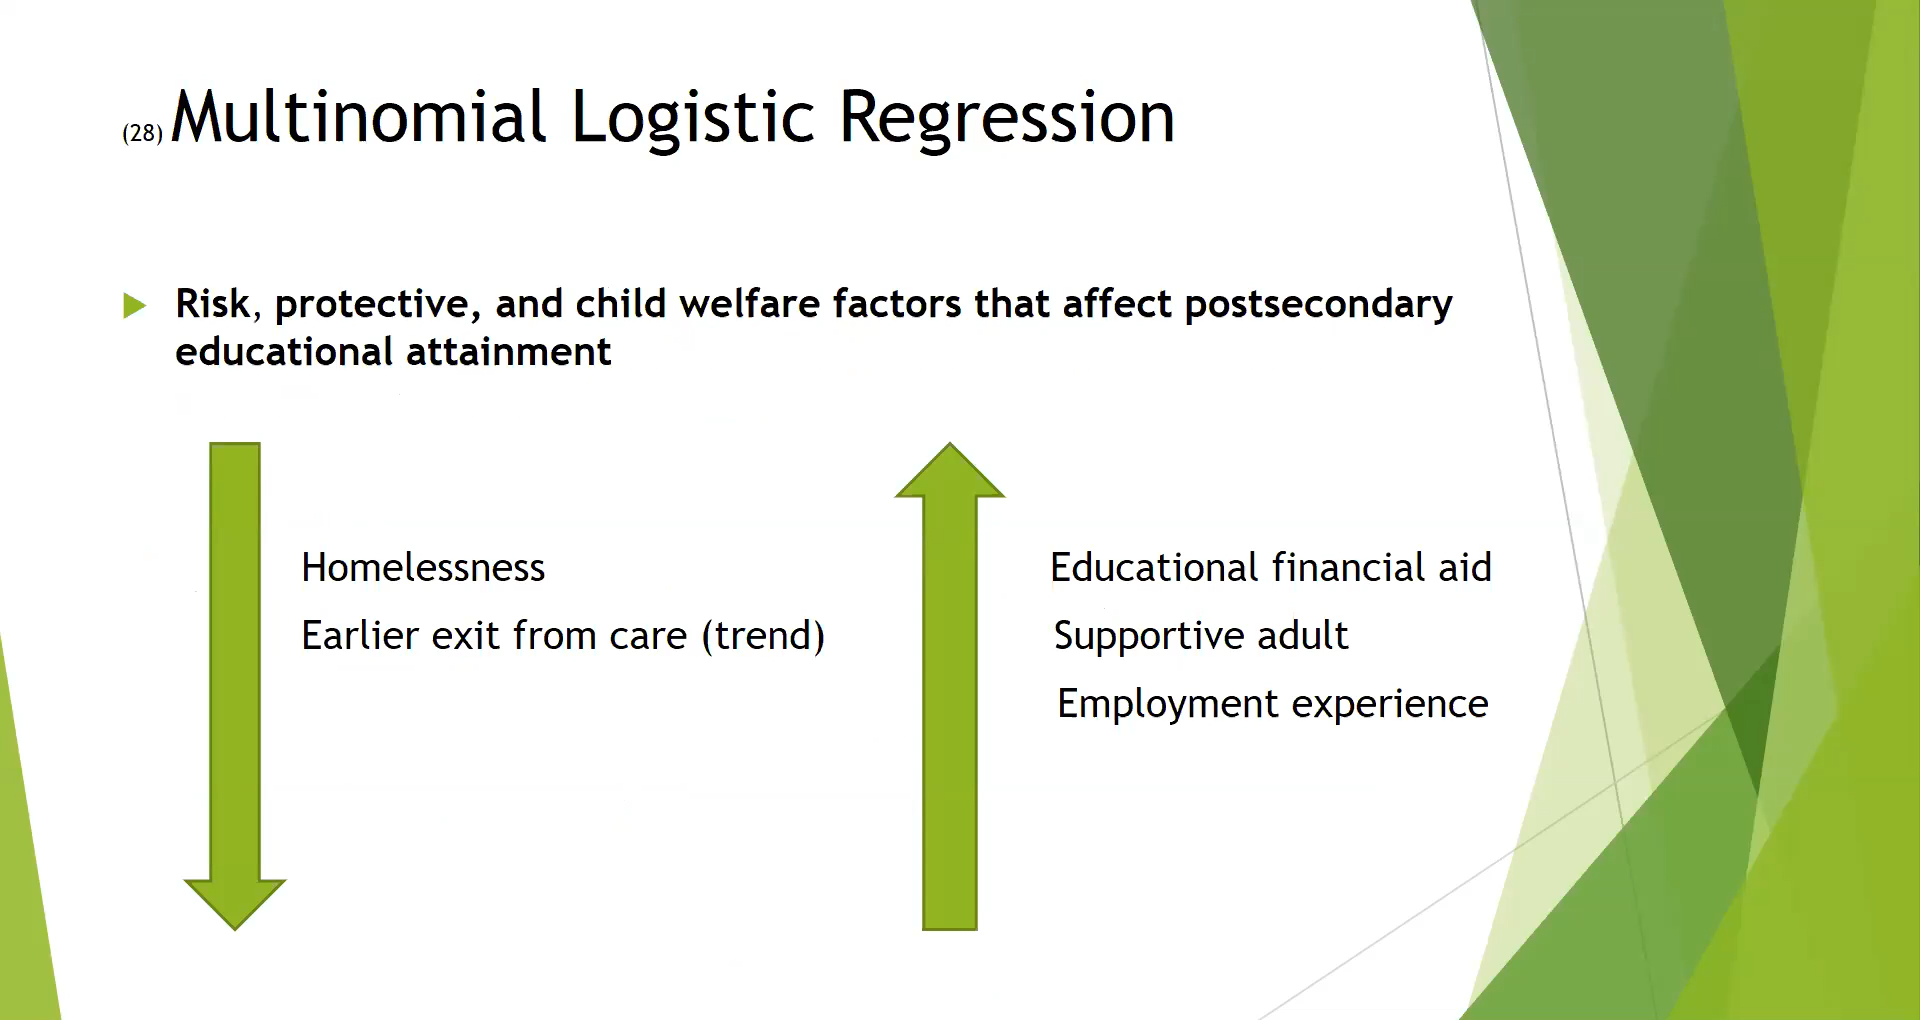 (28) Multinomial Logistic Regression
Risk, protective, and child welfare factors that affect postsecondary
educational attainment
Homelessness
Earlier exit from care (trend)
Educational financial aid
Supportive adult
Employment experience